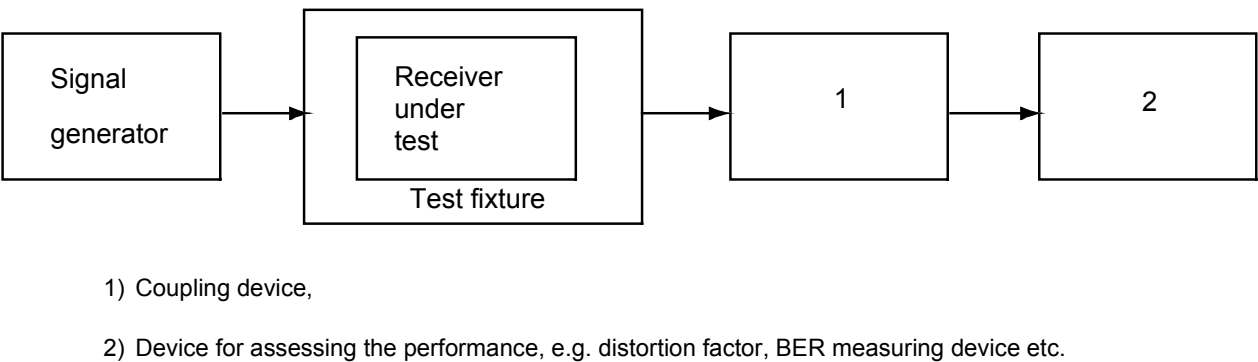 Signal
generator
Receiver
under
test
Test fixture
1
2
1) Coupling device,
2) Device for assessing the performance, e.g. distortion factor, BER measuring device etc.